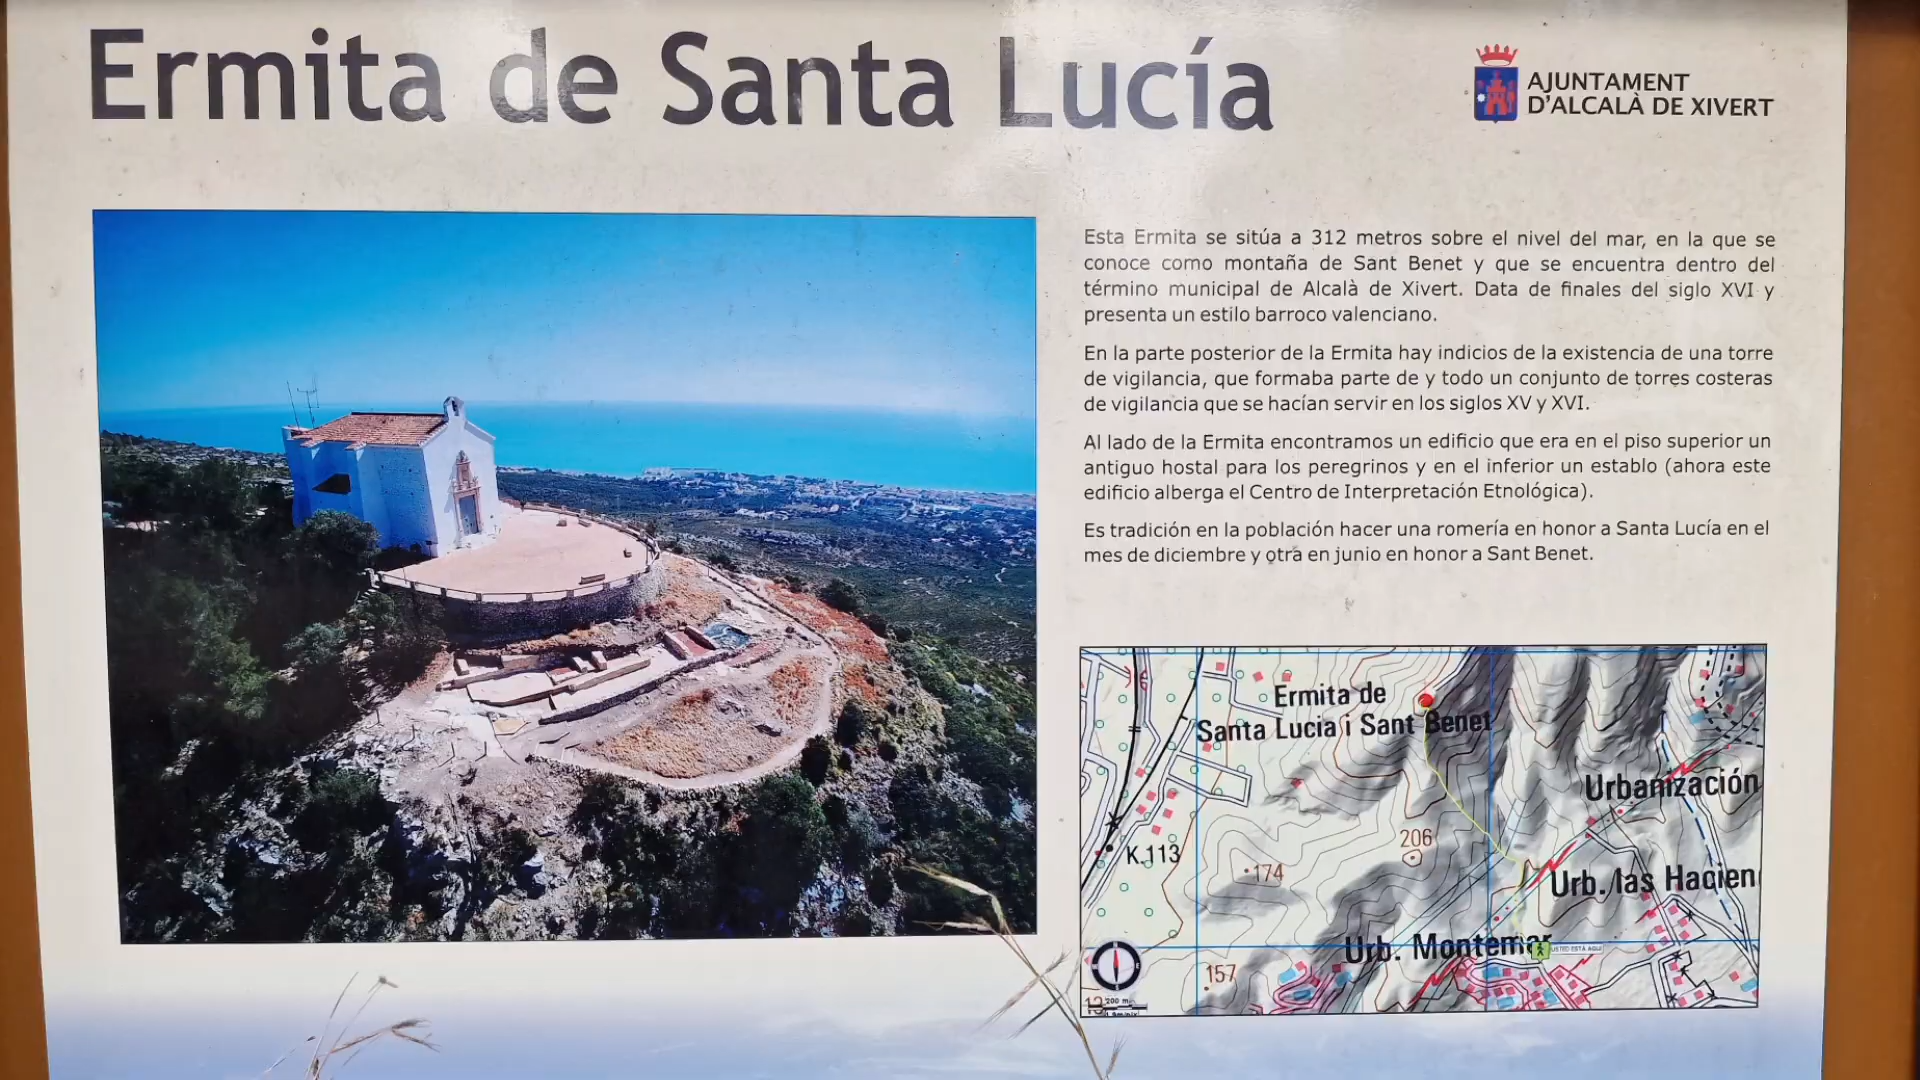 Ermita de Santa Lucía
AJUNTAMENT
D'ALCALÀ DE XIVERT
Esta Ermita se sitúa a 312 metros sobre el nivel del mar, en la que se
conoce como montaña de Sant Benet y que se encuentra dentro del
término municipal de Alcalà de Xivert. Data de finales del siglo XVI y
presenta un estilo barroco valenciano.
En la parte posterior de la Ermita hay indicios de la existencia de una torre
de vigilancia, que formaba parte de y todo un conjunto de torres costeras
de vigilancia que se hacían servir en los siglos XV y XVI.
Al lado de la Ermita encontramos un edificio que era en el piso superior un
antiguo hostal para los peregrinos y en el inferior un establo (ahora este
edificio alberga el Centro de Interpretación Etnológica).
Es tradición en la población hacer una romería en honor a Santa Lucía en el
mes de diciembre y otra en junio en honor a Sant Benet.
Ermita de
Santa Lucia i Sant Benet
Urbanización
206
K.113
174
Urb. las Hacien
Urb. Montemar
USTED ESTÁ AQUÍ
157
200 m